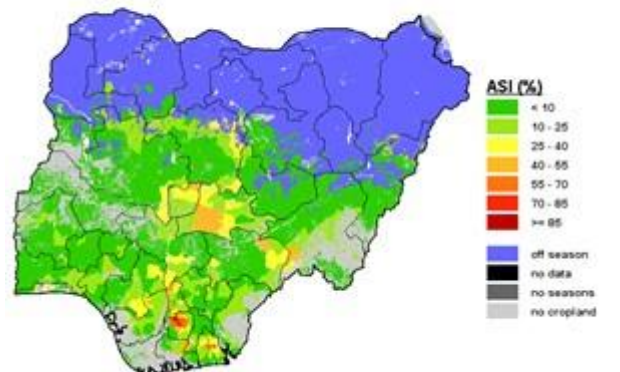 ASI (%)
< 10
10 - 25
25 - 40
40 - 55
55 - 70
70 - 85
>= 85
off season
no data
no seasons
no cropland